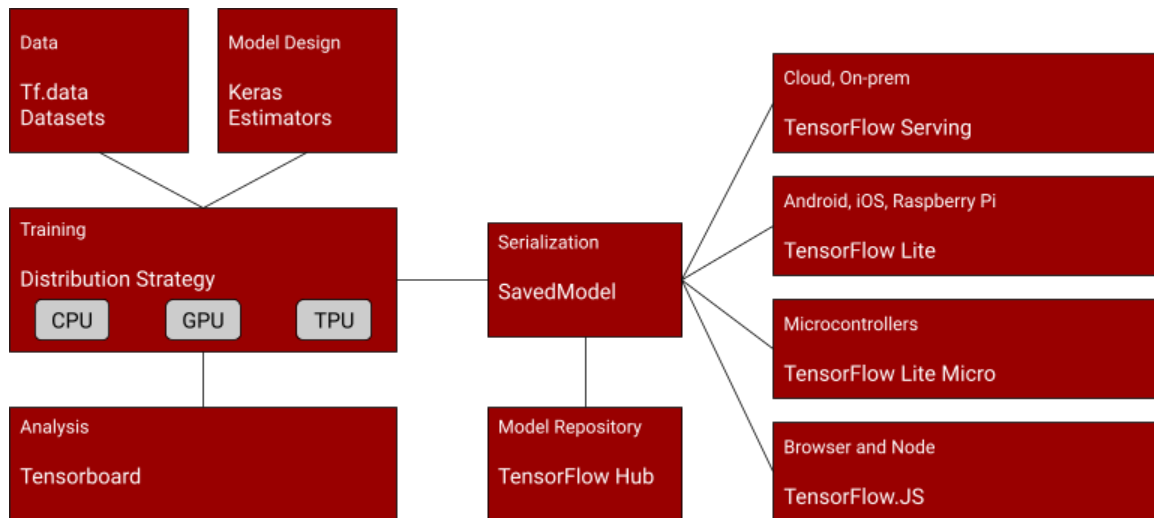 Data
Tf.data
Datasets
Model Design
Keras
Estimators
Training
Distribution Strategy
CPU
GPU
TPU
Analysis
Tensorboard
Serialization
SavedModel
Model Repository
TensorFlow Hub
Cloud, On-prem
TensorFlow Serving
Android, iOS, Raspberry Pi
TensorFlow Lite
Microcontrollers
TensorFlow Lite Micro
Browser and Node
TensorFlow.JS